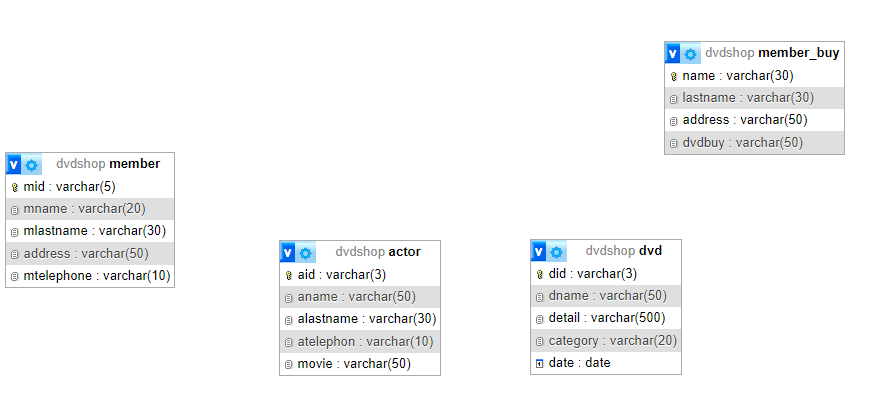 dvdshop member_buy
name : varchar(30)
lastname : varchar(30)
address : varchar(50)
dvdbuy : varchar(50)
dvdshop member
mid : varchar(5)
mname : varchar(20)
mlastname : varchar(30)
address : varchar(50)
mtelephone : varchar(10)
dvdshop actor
aid : varchar(3)
aname : varchar(50)
alastname : varchar(30)
atelephon : varchar(10)
movie : varchar(50)
dvdshop dvd
did : varchar(3)
dname : varchar(50)
detail : varchar(500)
category : varchar(20)
date : date